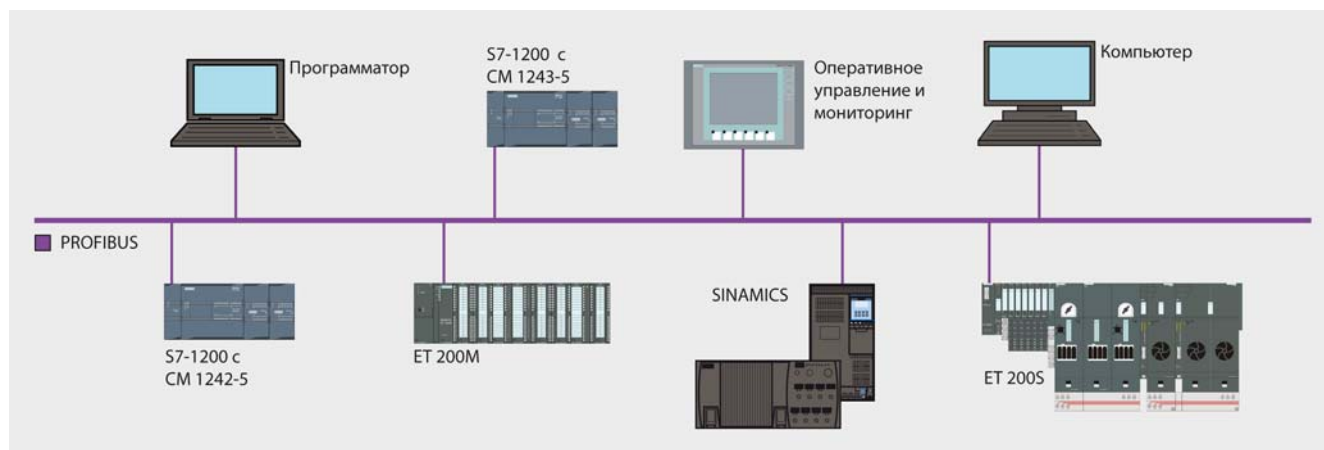 Программатор
S7-1200 с
CM 1243-5
Оперативное
управление и
мониторинг
Компьютер
PROFIBUS
S7-1200 с
CM 1242-5
ET 200M
SINAMICS
ET 200S